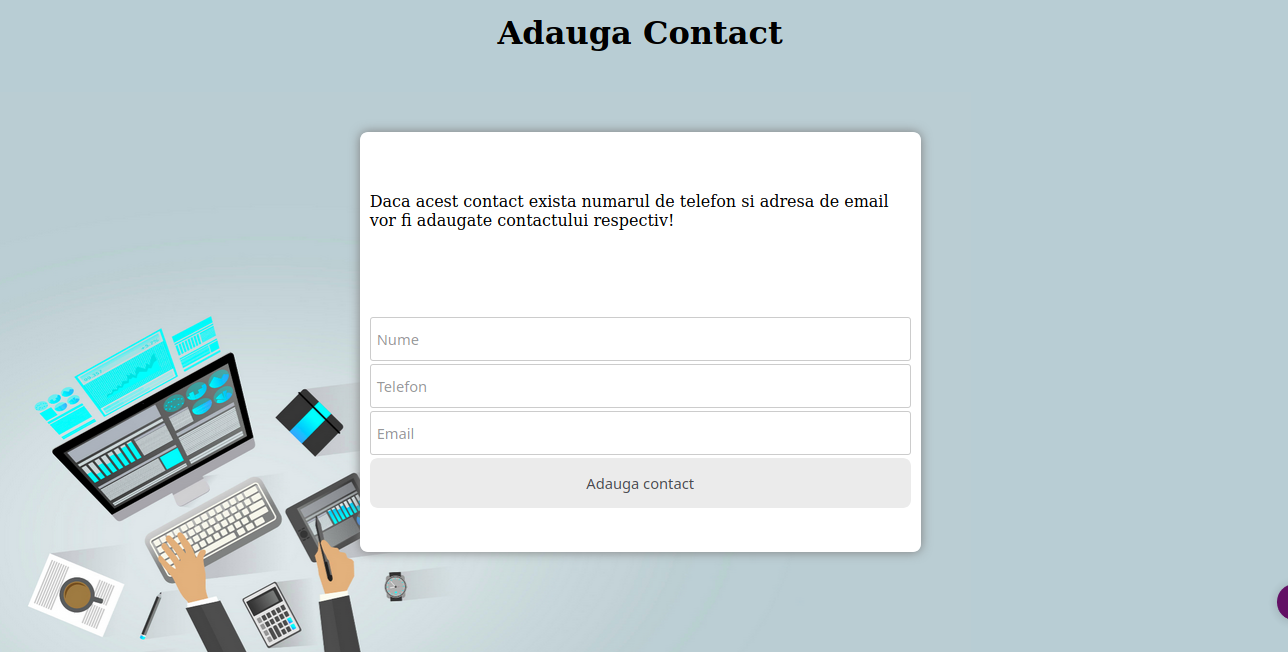 Adauga Contact
Daca acest contact exista numarul de telefon si adresa de email
vor fi adaugate contactului respectiv!
Nume
Telefon
Email
Adauga contact